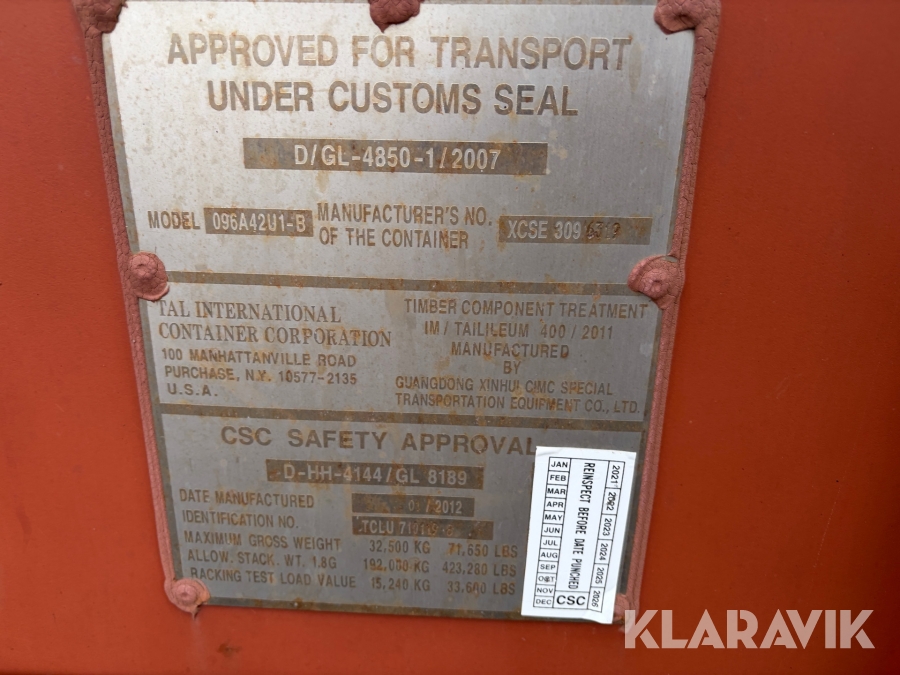 APPROVED FOR TRANSPORT
UNDER CUSTOMS SEAL
D/GL-4850-1/2007
MODEL 096A42U1-B MANUFACTURER'S NO. OF THE CONTAINER XCSE 309
TAL INTERNATIONAL
CONTAINER CORPORATION
100 MANHATTANVILLE ROAD
PURCHASE, N.Y. 10577-2135
U.S.A.
TIMBER COMPONENT TREATMENT
IM / TAILILEUM 400 / 2011
MANUFACTURED
BY
GUANGDONG XINHUI CIMC SPECIAL
TRANSPORTATION EQUIPMENT CO., LTD.
CSC SAFETY APPROVAL
D-HH-4144/GL 8189
DATE MANUFACTURED /2012
IDENTIFICATION NO. TCLU
MAXIMUM GROSS WEIGHT 32,500 KG 71,650 LBS
ALLOW. STACK. WT. 1.8G 192,000 KG 423,280 LBS
RACKING TEST LOAD VALUE 15,240 KG 33,600 LBS
JAN
FEB
MAR
APR
MAY
JUN
JUL
AUG
SEP
OCT
NOV
DEC
REINSPECT BEFORE DATE PUNCHED
CSC
2021 2022 2023 2024 2025 2026
KLARAVIK